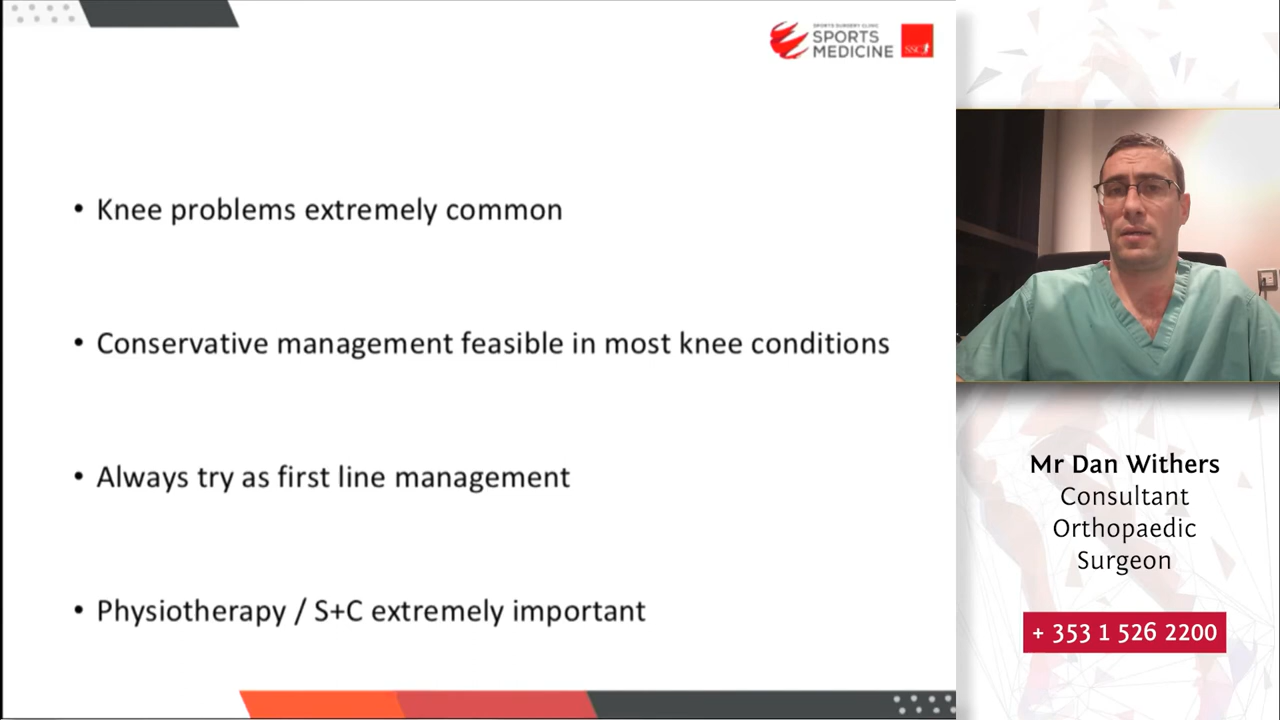 SPORTS SURGERY CLINIC
SPORTS
MEDICINE
SSC
• Knee problems extremely common
• Conservative management feasible in most knee conditions
• Always try as first line management
• Physiotherapy / S+C extremely important
Mr Dan Withers
Consultant
Orthopaedic
Surgeon
+ 353 1 526 2200